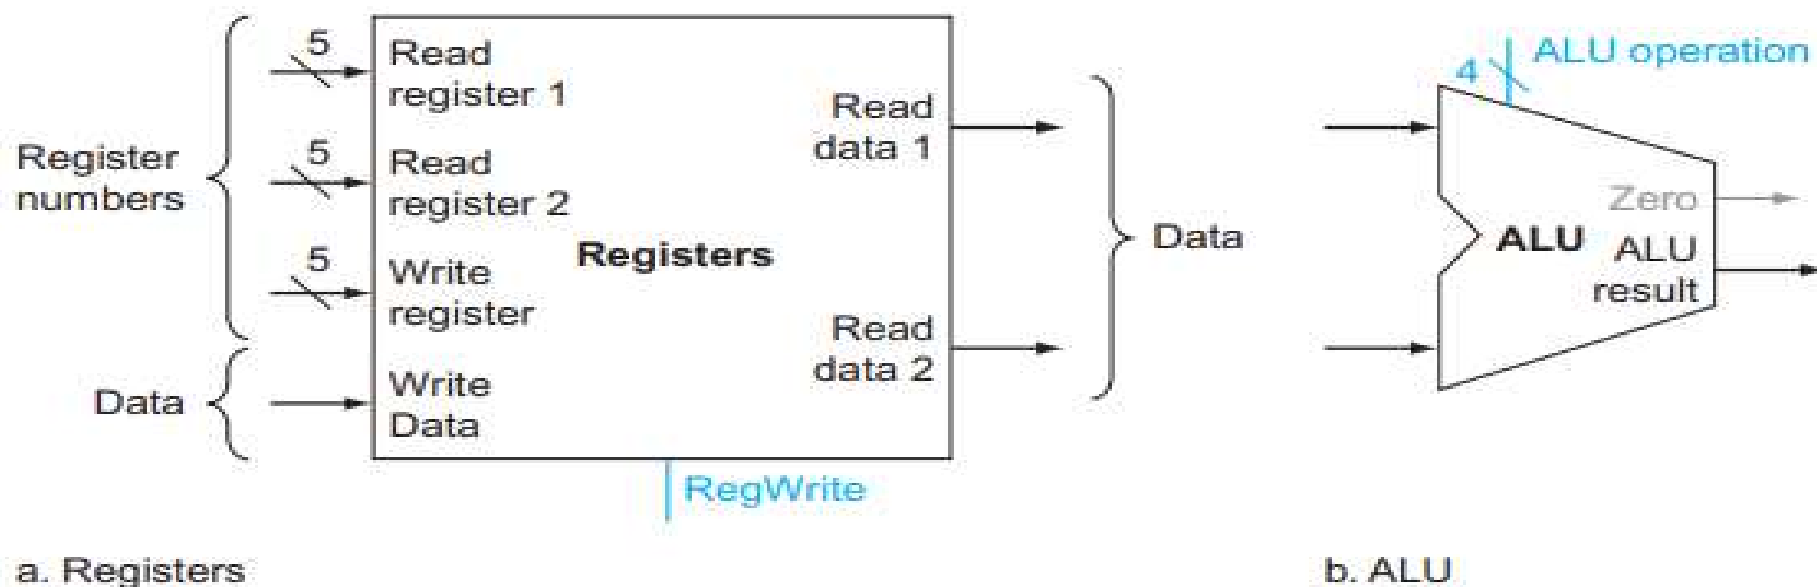 Register
numbers
Data
5
5
5
Read
register 1
Read
register 2
Write
register
Write
Data
Registers
Read
data 1
Read
data 2
RegWrite
Data
4
ALU operation
Zero
ALU
ALU
result
a. Registers
b. ALU